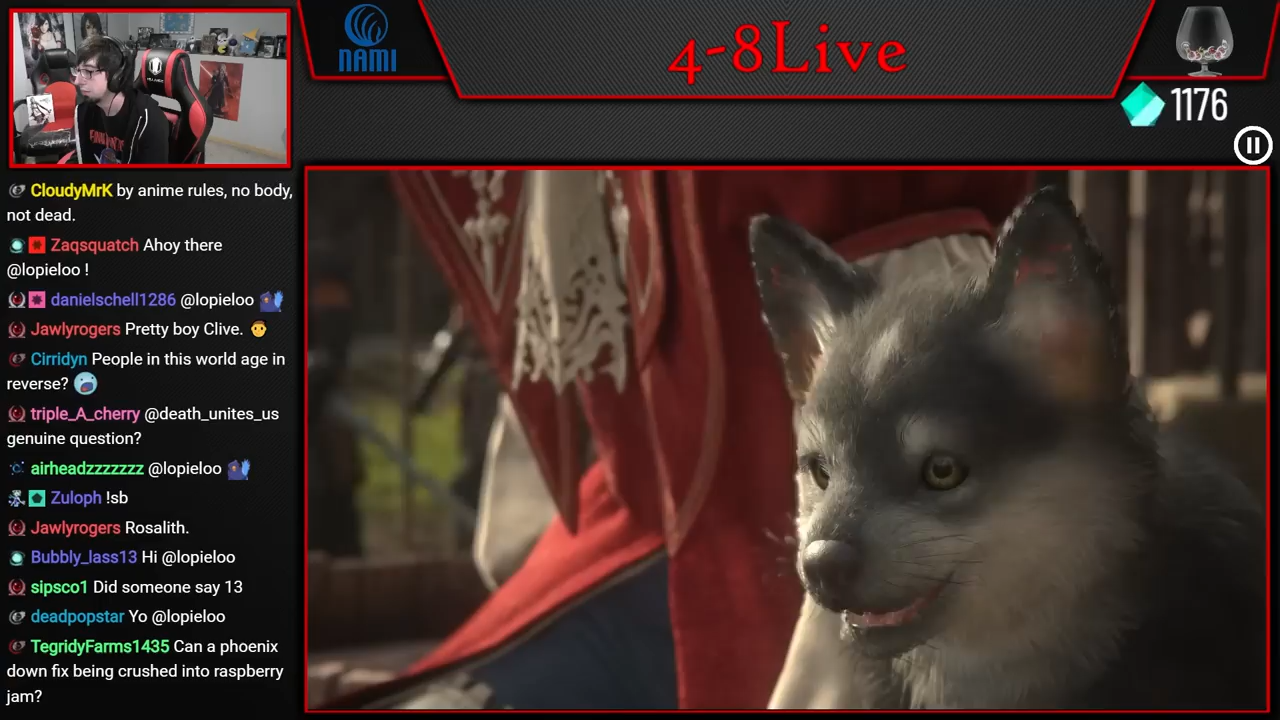 NAMI
4-8Live
1176
CloudyMrK by anime rules, no body,
not dead.
Zaqsquatch Ahoy there
@lopieloo !
danielschell1286 @lopieloo
Jawlyrogers Pretty boy Clive.
Cirridyn People in this world age in
reverse?
triple_A_cherry @death_unites_us
genuine question?
airheadzzzzzzz @lopieloo
Zuloph !sb
Jawlyrogers Rosalith.
Bubbly_lass13 Hi @lopieloo
sipsco1 Did someone say 13
deadpopstar Yo @lopieloo
TegridyFarms1435 Can a phoenix
down fix being crushed into raspberry
jam?